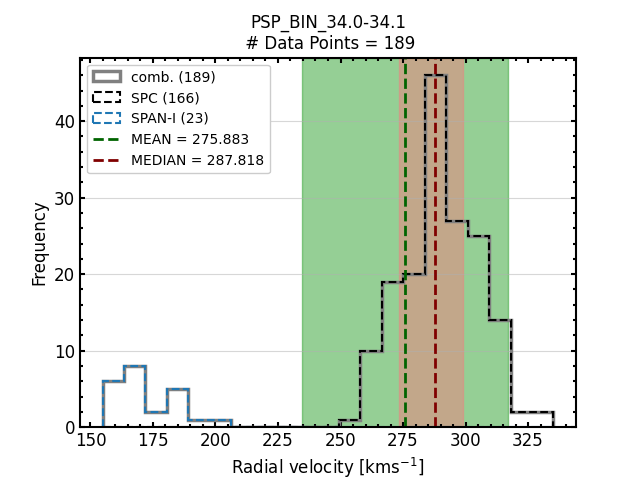 PSP_BIN_34.0-34.1
# Data Points = 189
comb. (189)
SPC (166)
SPAN-I (23)
MEAN = 275.883
MEDIAN = 287.818
Frequency
40
30
20
10
0
150 175 200 225 250 275 300 325
Radial velocity [kms⁻¹]